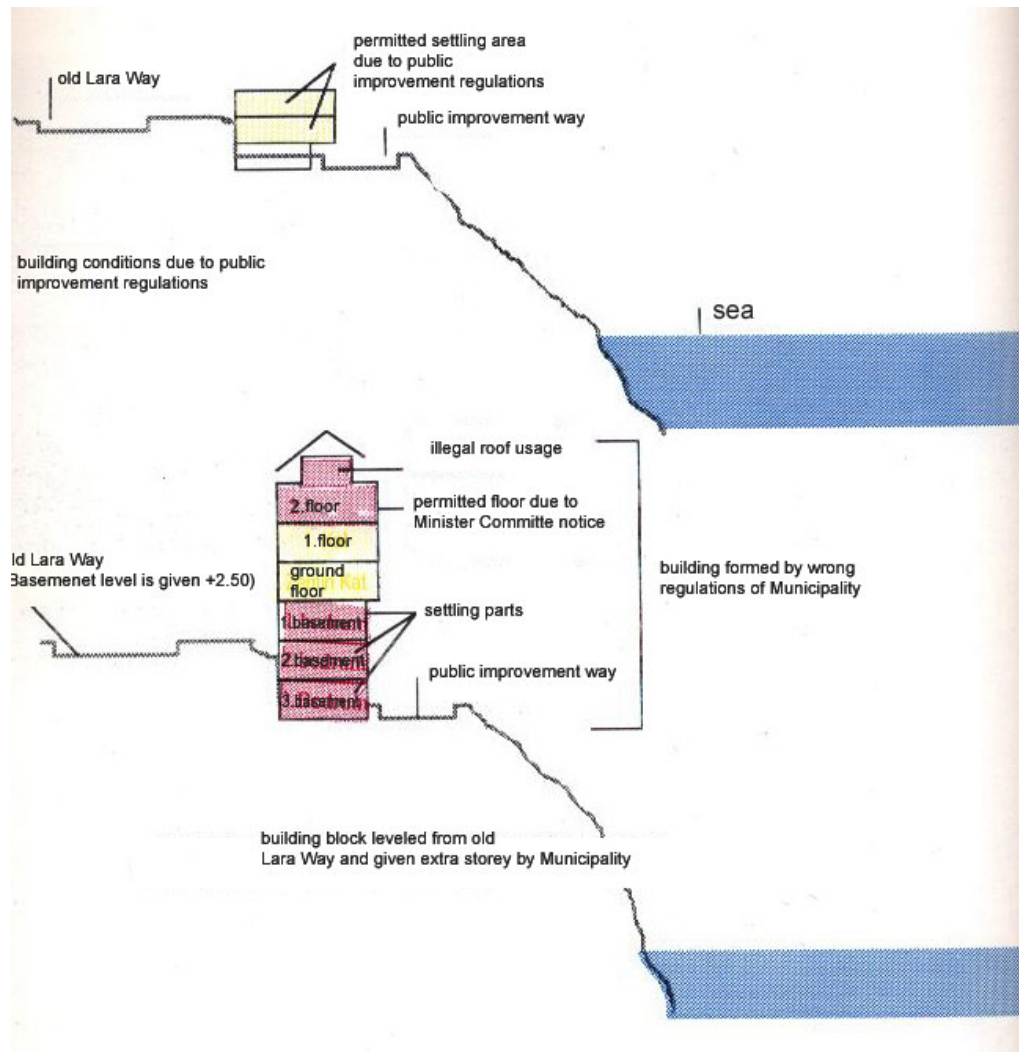 permitted settling area
due to public
improvement regulations
old Lara Way
public improvement way
building conditions due to public
improvement regulations
sea
illegal roof usage
2.floor
permitted floor due to
Minister Committe notice
1.floor
ld Lara Way
Basemenet level is given +2.50)
ground
floor
Zemin Kat
building formed by wrong
regulations of Municipality
1.basement
settling parts
2.basement
public improvement way
3.basement
building block leveled from old
Lara Way and given extra storey by Municipality